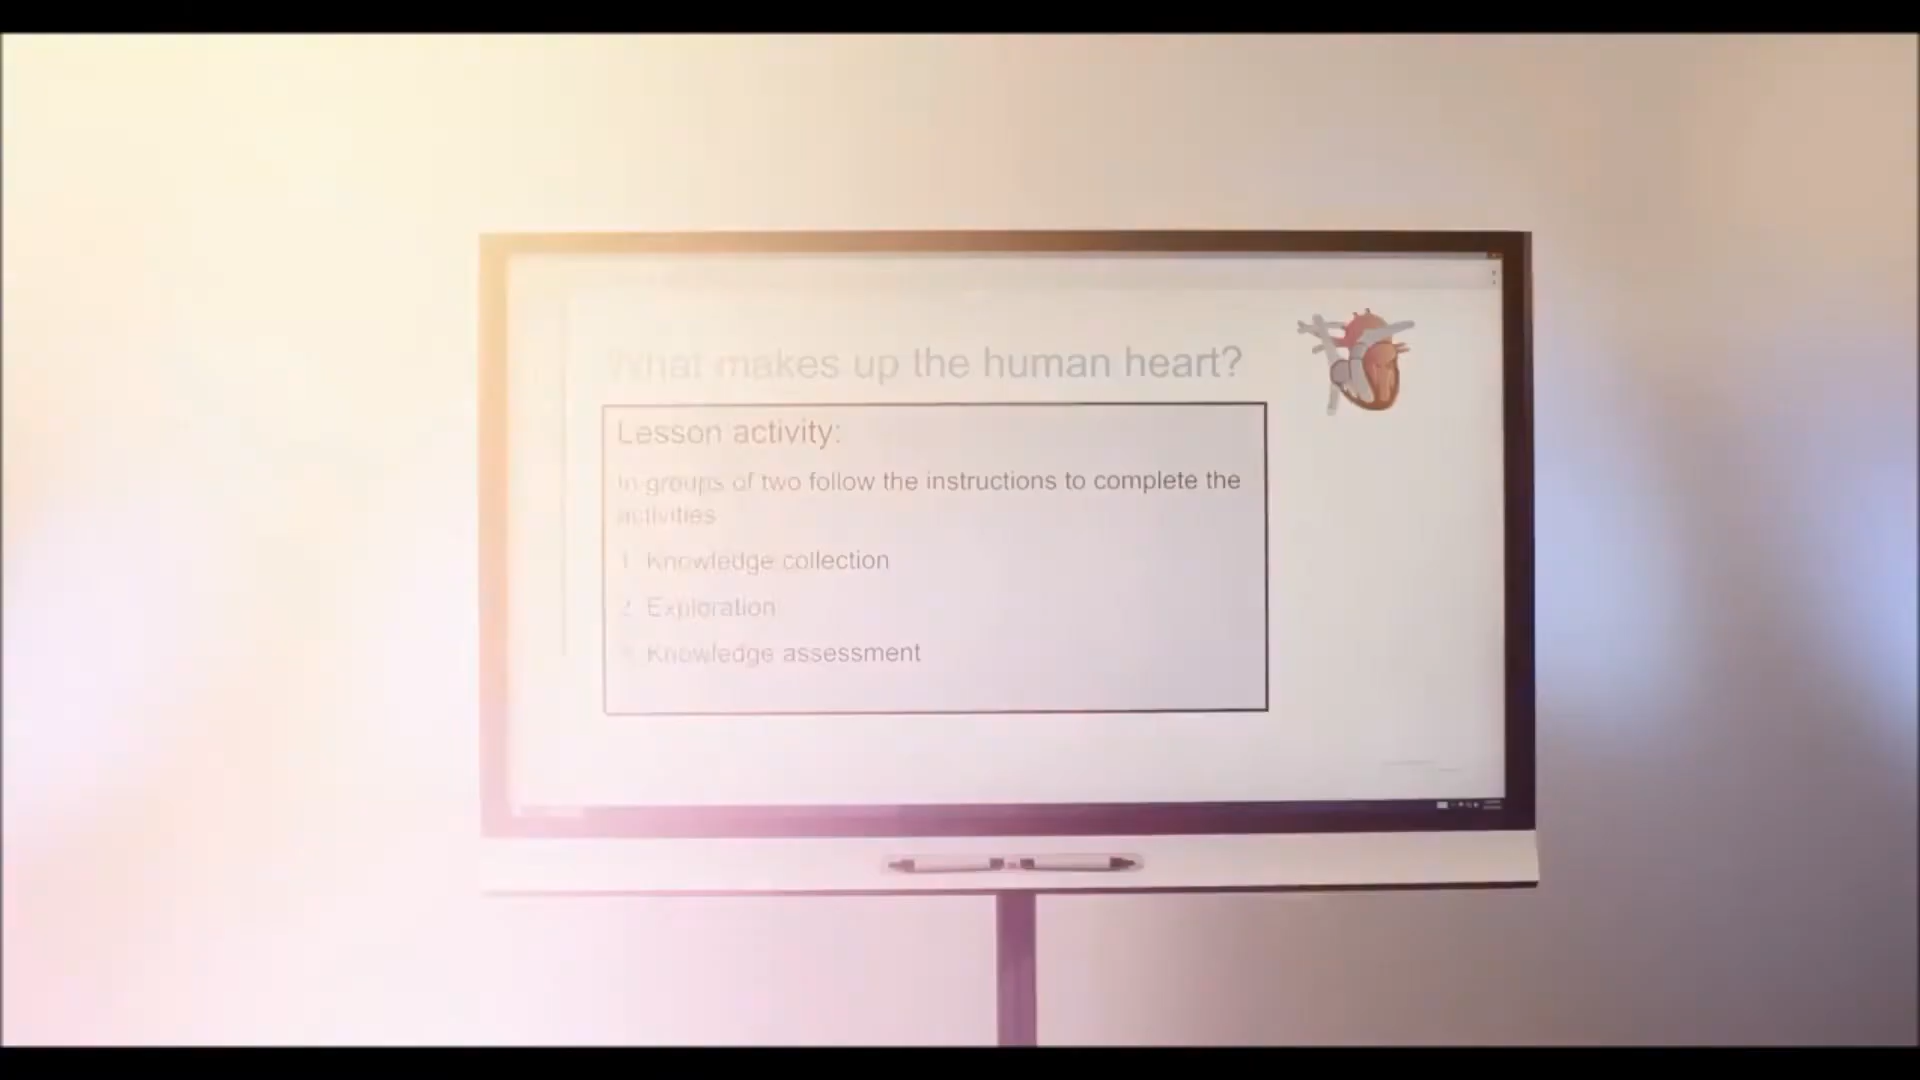 What makes up the human heart?
Lesson activity:
In groups of two follow the instructions to complete the
activities
1. Knowledge collection
2. Exploration
3. Knowledge assessment